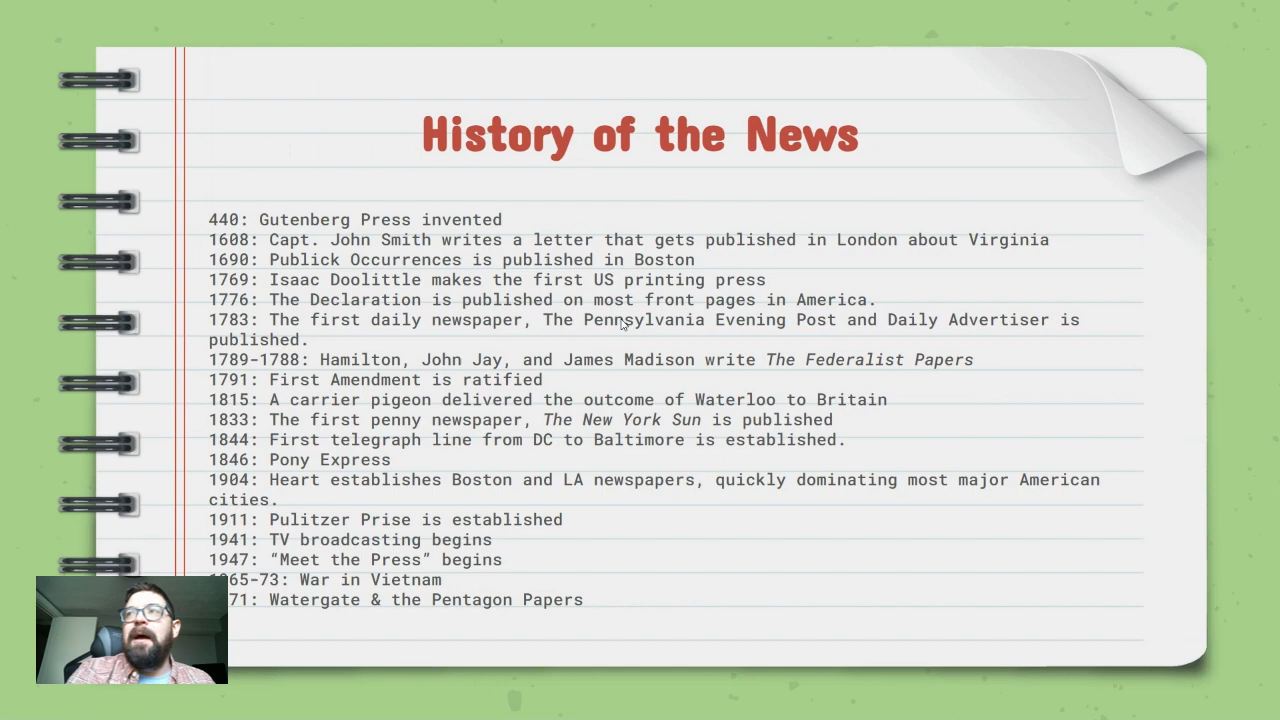 History of the News
440: Gutenberg Press invented
1608: Capt. John Smith writes a letter that gets published in London about Virginia
1690: Publick Occurrences is published in Boston
1769: Isaac Doolittle makes the first US printing press
1776: The Declaration is published on most front pages in America.
1783: The first daily newspaper, The Pennsylvania Evening Post and Daily Advertiser is
published.
1789-1788: Hamilton, John Jay, and James Madison write The Federalist Papers
1791: First Amendment is ratified
1815: A carrier pigeon delivered the outcome of Waterloo to Britain
1833: The first penny newspaper, The New York Sun is published
1844: First telegraph line from DC to Baltimore is established.
1846: Pony Express
1904: Heart establishes Boston and LA newspapers, quickly dominating most major American
cities.
1911: Pulitzer Prise is established
1941: TV broadcasting begins
1947: “Meet the Press” begins
65-73: War in Vietnam
71: Watergate & the Pentagon Papers